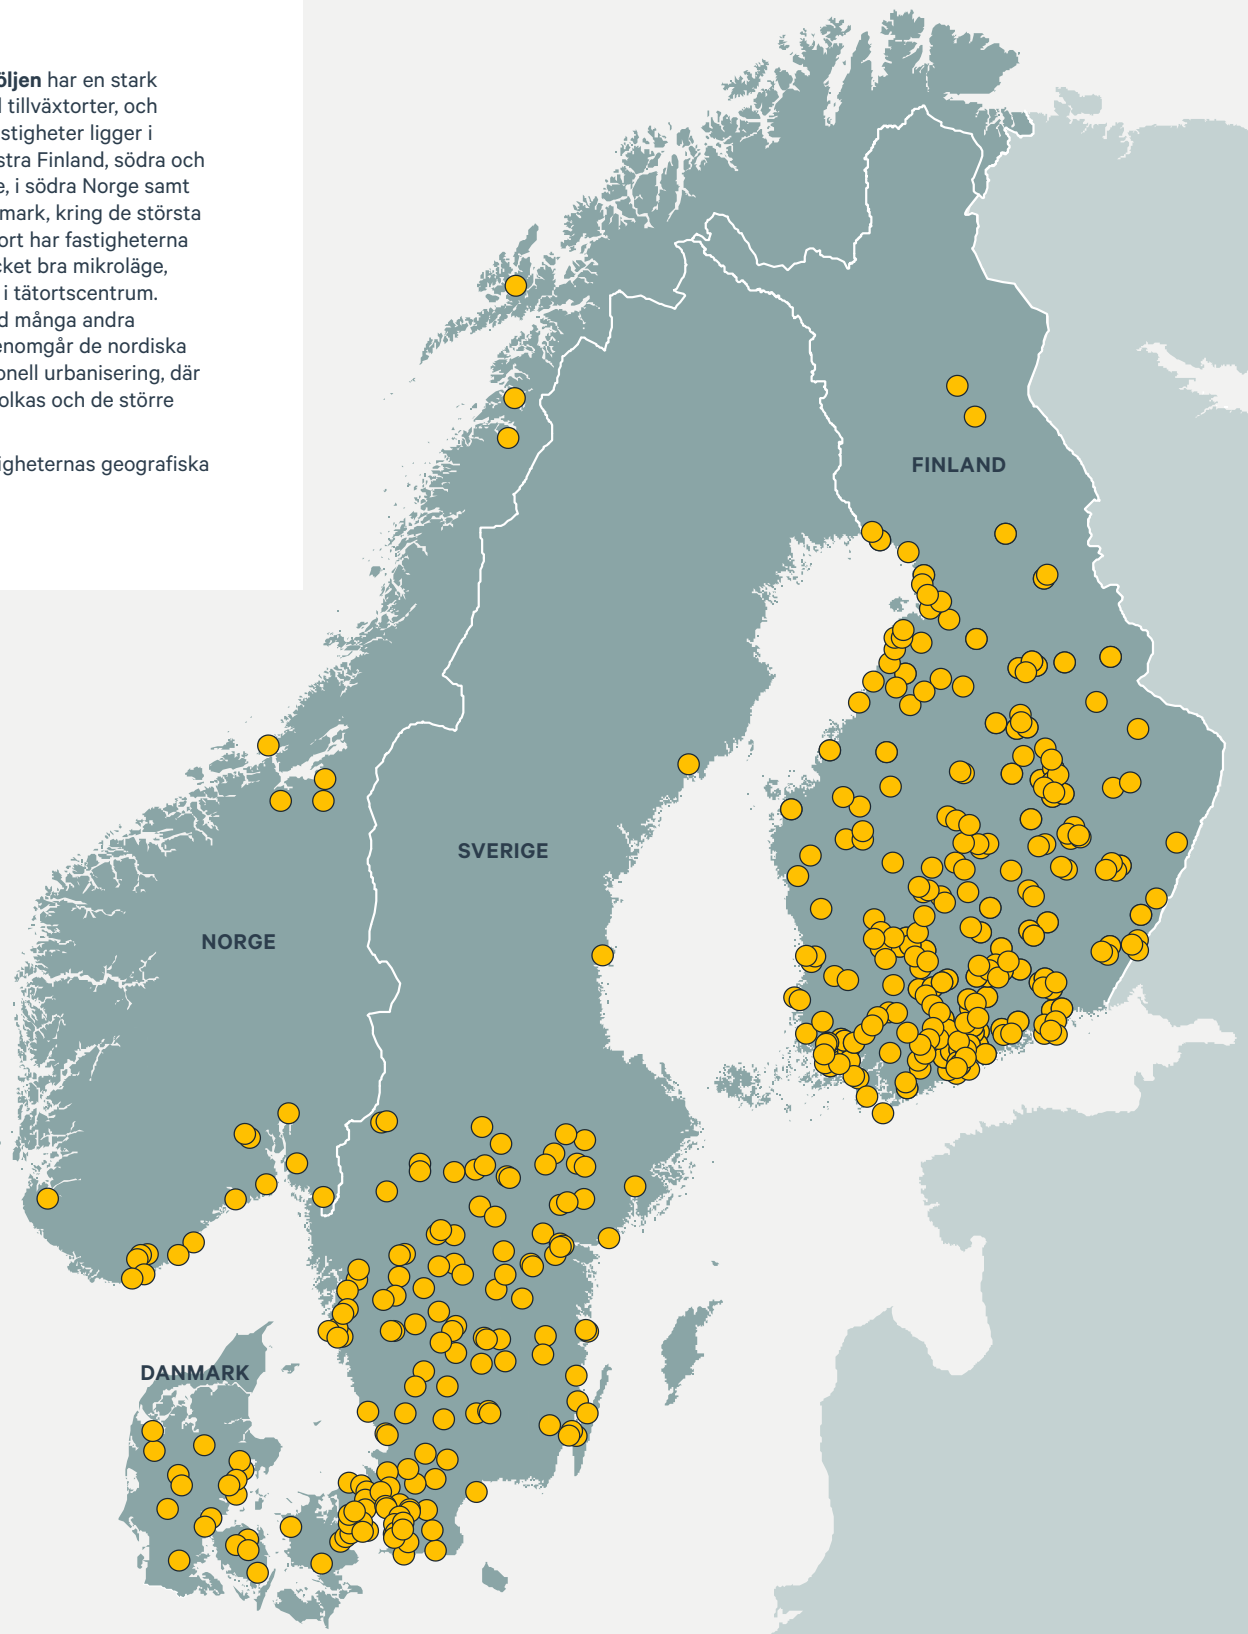 öljen har en stark
tillväxtorter, och
stigheter ligger i
stra Finland, södra och
e, i södra Norge samt
mark, kring de största
ort har fastigheterna
cket bra mikroläge,
i tätortscentrum.
d många andra
enomgår de nordiska
onell urbanisering, där
olkas och de större
igheternas geografiska
FINLAND
SVERIGE
NORGE
DANMARK